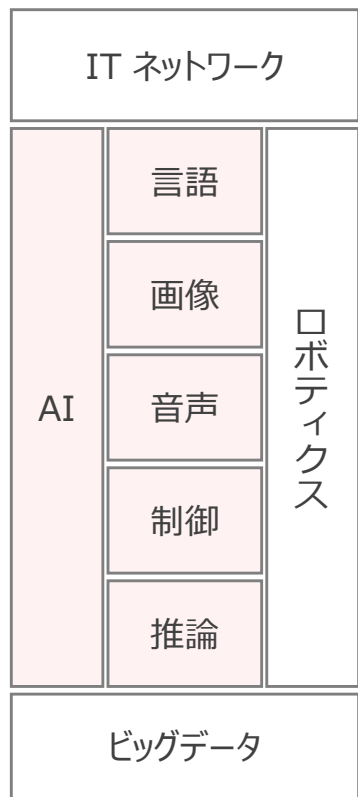 IT ネットワーク
AI
言語
画像
音声
制御
推論
ロボティクス
ビッグデータ